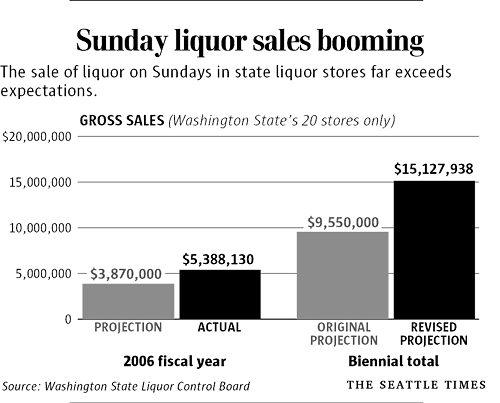 Sunday liquor sales booming
The sale of liquor on Sundays in state liquor stores far exceeds
expectations.
GROSS SALES (Washington State's 20 stores only)
$20,000,000
15,000,000
10,000,000
5,000,000
0
$3,870,000
$5,388,130
$9,550,000
$15,127,938
PROJECTION
ACTUAL
ORIGINAL
PROJECTION
REVISED
PROJECTION
2006 fiscal year
Biennial total
Source: Washington State Liquor Control Board
THE SEATTLE TIMES